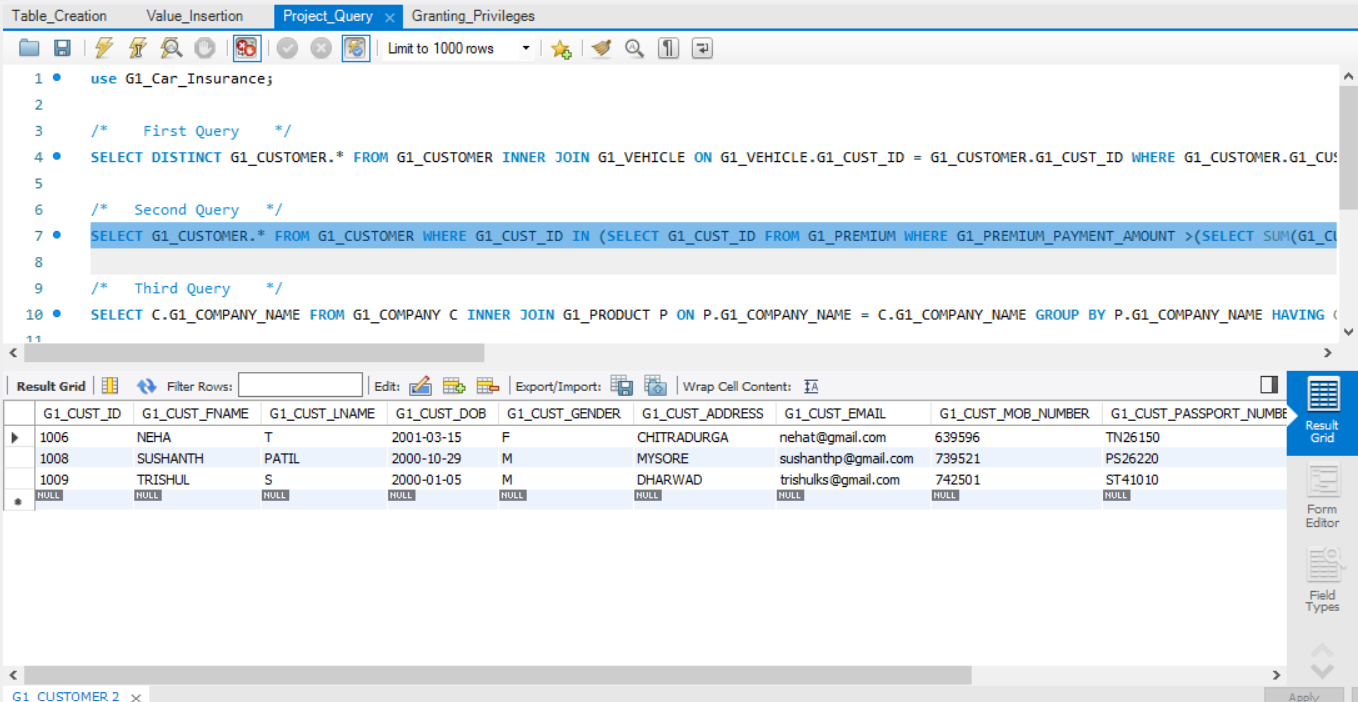 Table_Creation Value_Insertion Project_Query × Granting_Privileges
Limit to 1000 rows
1 use G1_Car_Insurance;
2
3 /* First Query */
4 SELECT DISTINCT G1_CUSTOMER.* FROM G1_CUSTOMER INNER JOIN G1_VEHICLE ON G1_VEHICLE.G1_CUST_ID = G1_CUSTOMER.G1_CUST_ID WHERE G1_CUSTOMER.G1_CUS
5
6 /* Second Query */
7 SELECT G1_CUSTOMER.* FROM G1_CUSTOMER WHERE G1_CUST_ID IN (SELECT G1_CUST_ID FROM G1_PREMIUM WHERE G1_PREMIUM_PAYMENT_AMOUNT >(SELECT SUM(G1_CU
8
9 /* Third Query */
10 SELECT C.G1_COMPANY_NAME FROM G1_COMPANY C INNER JOIN G1_PRODUCT P ON P.G1_COMPANY_NAME = C.G1_COMPANY_NAME GROUP BY P.G1_COMPANY_NAME HAVING
11
Result Grid Filter Rows: Edit: Export/Import: Wrap Cell Content: IA
G1_CUST_ID G1_CUST_FNAME G1_CUST_LNAME G1_CUST_DOB G1_CUST_GENDER G1_CUST_ADDRESS G1_CUST_EMAIL G1_CUST_MOB_NUMBER G1_CUST_PASSPORT_NUMBE
1006 NEHA T 2001-03-15 F CHITRADURGA nehat@gmail.com 639596 TN26150
1008 SUSHANTH PATIL 2000-10-29 M MYSORE sushanthp@gmail.com 739521 PS26220
1009 TRISHUL S 2000-01-05 M DHARWAD trishulks@gmail.com 742501 ST41010
NULL NULL NULL NULL NULL NULL NULL NULL NULL
Result
Grid
Form
Editor
Field
Types
G1_CUSTOMER 2 ×
Apply